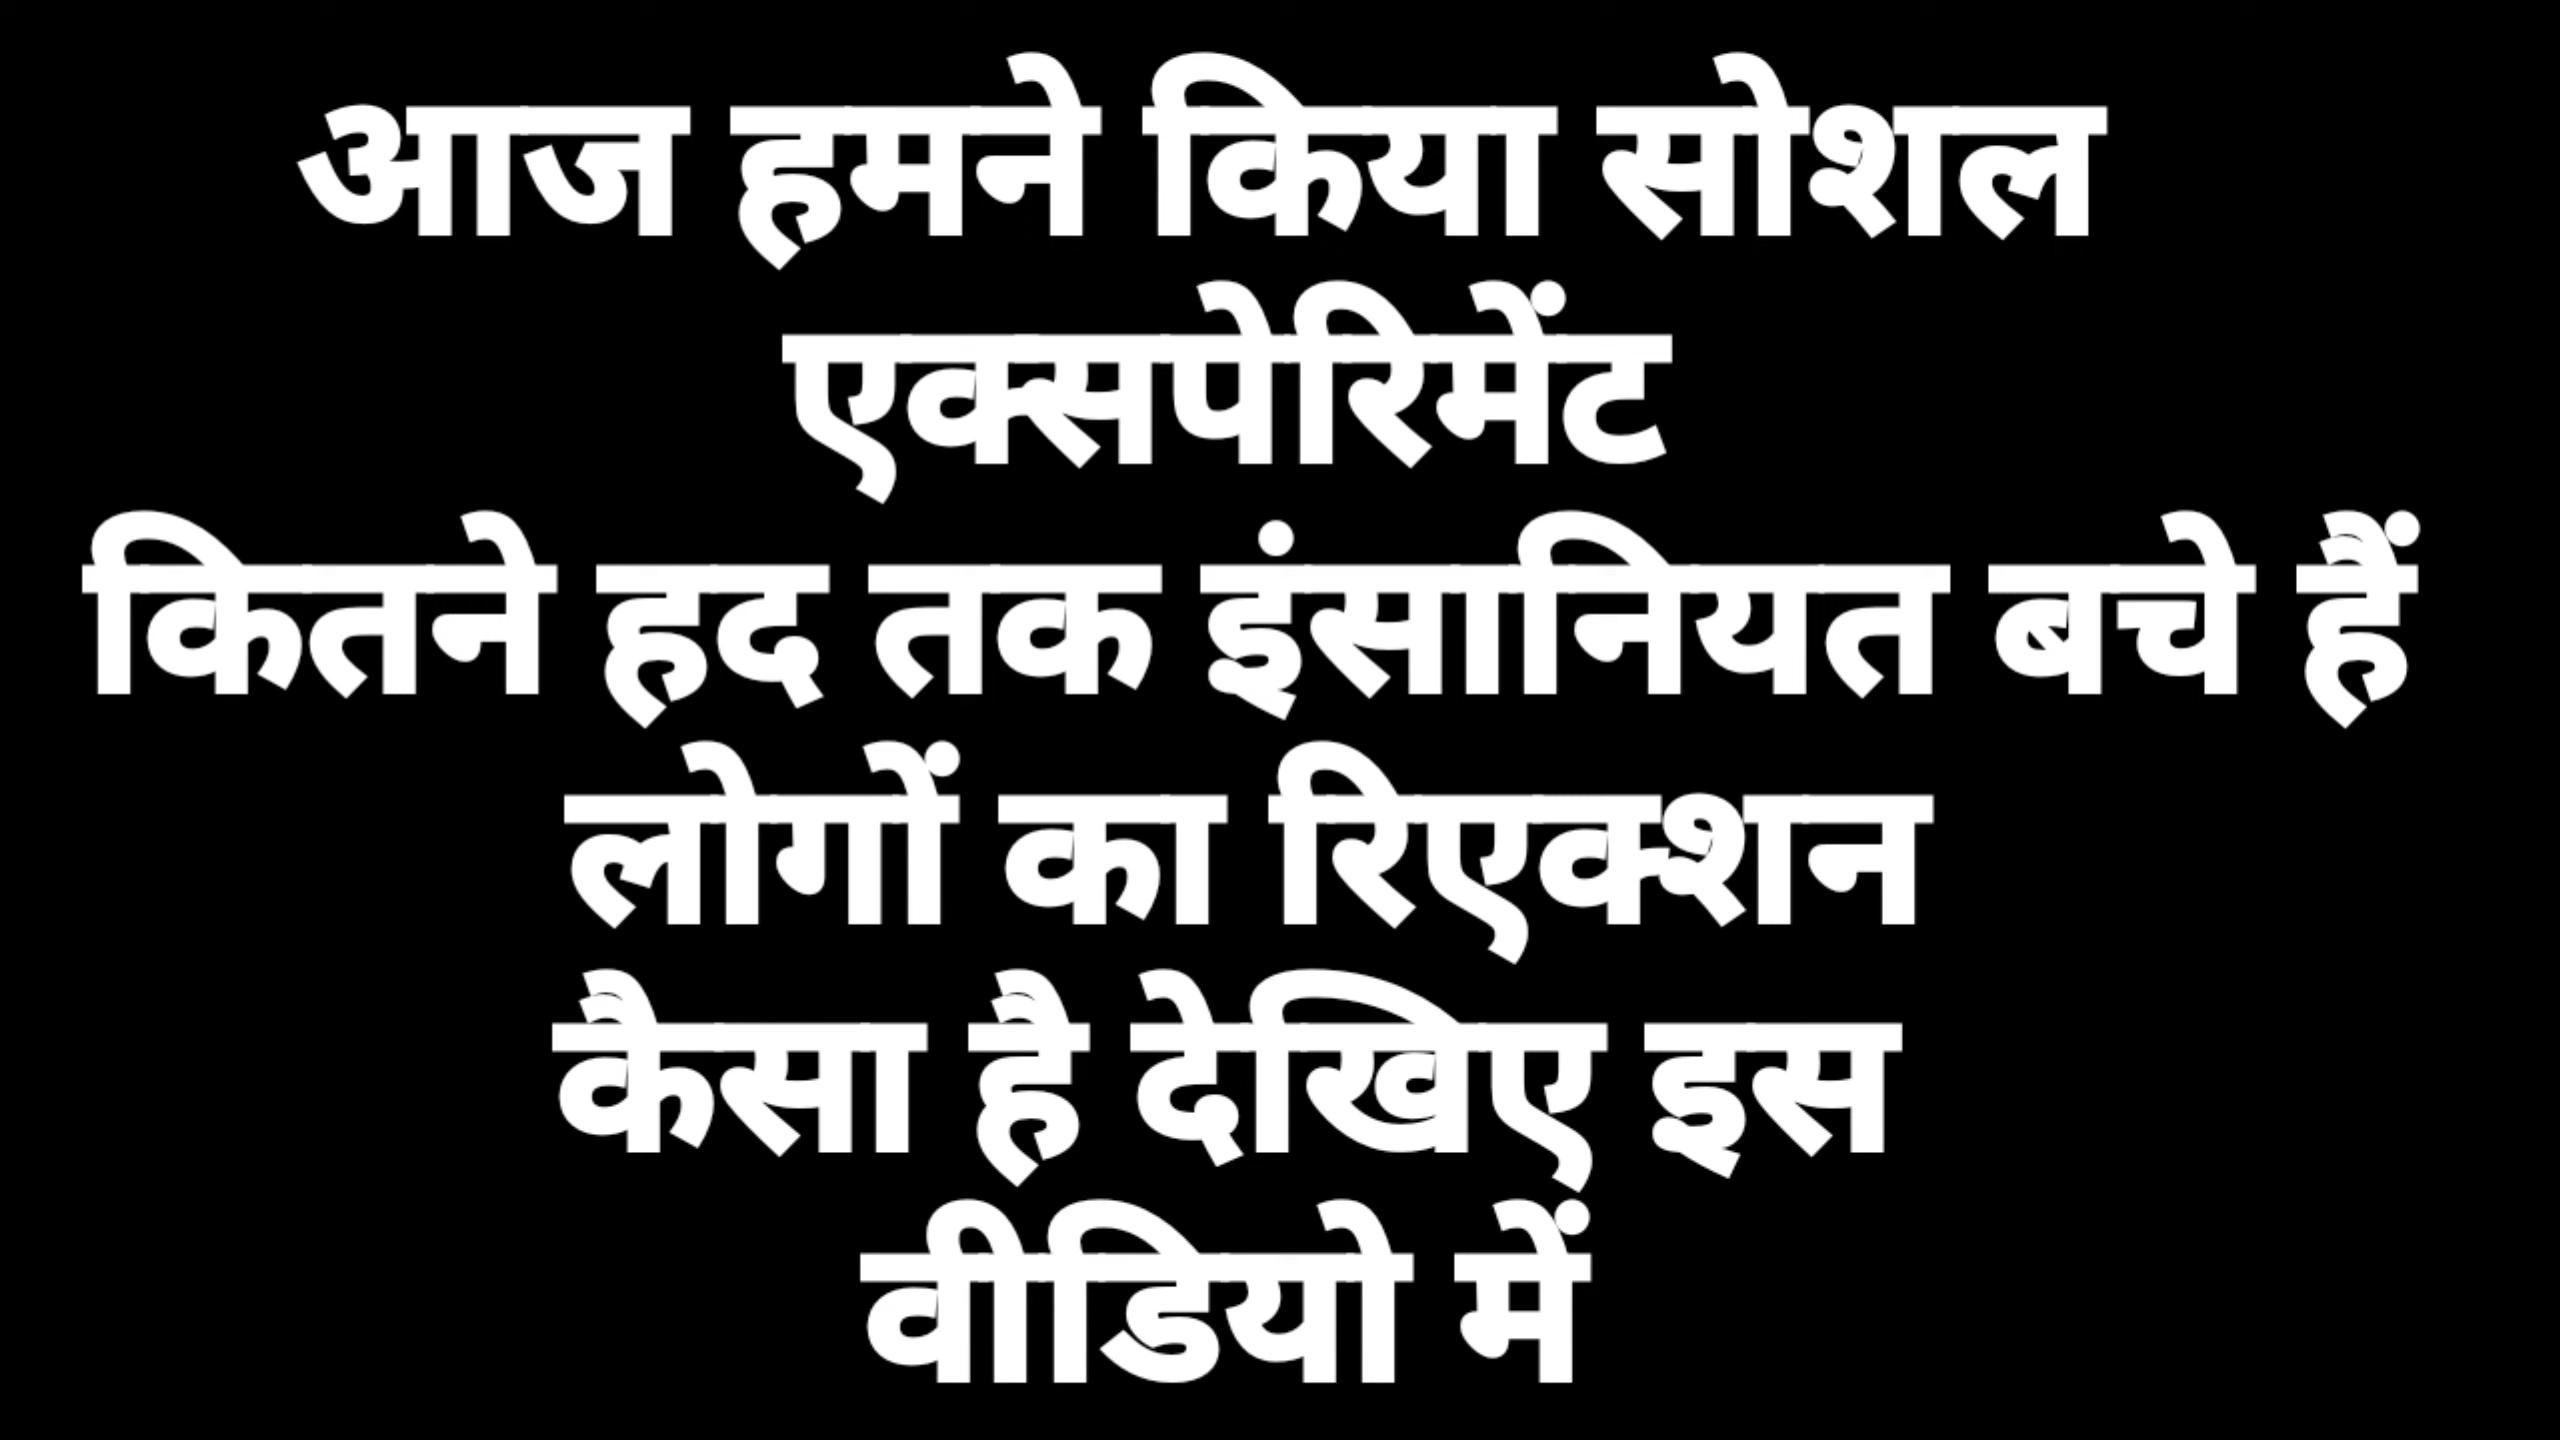 आज हमने किया सोशल
एक्सपेरिमेंट
कितने हद तक इंसानियत बचे हैं
लोगों का रिएक्शन
कैसा है देखिए इस
वीडियो में